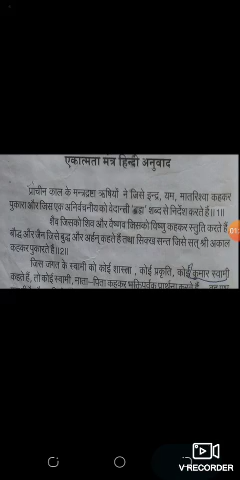 एकात्मता मंत्र हिन्दी अनुवाद
प्राचीन काल के मन्त्रद्रष्टा ऋषियों ने जिसे इन्द्र, यम, मातरिश्वा कहकर
पुकारा और जिस एक अनिर्वचनीय को वेदान्ती 'ब्रह्म' शब्द से निर्देश करते हैं।।1।।
शैव जिसको शिव और वैष्णव जिसको विष्णु कहकर स्तुति करते हैं
बौद्ध और जैन जिसे बुद्ध और अर्हन् कहते हैं तथा सिक्ख सन्त जिसे सत् श्री अकाल
कहकर पुकारते हैं।।2।।
जिस जगत के स्वामी को कोई शास्ता, कोई प्रकृति, कोई कुमार स्वामी
कहते हैं, तो कोई स्वामी, माता-पिता कहकर भक्तिपूर्वक प्रार्थना करते हैं
V RECORDER